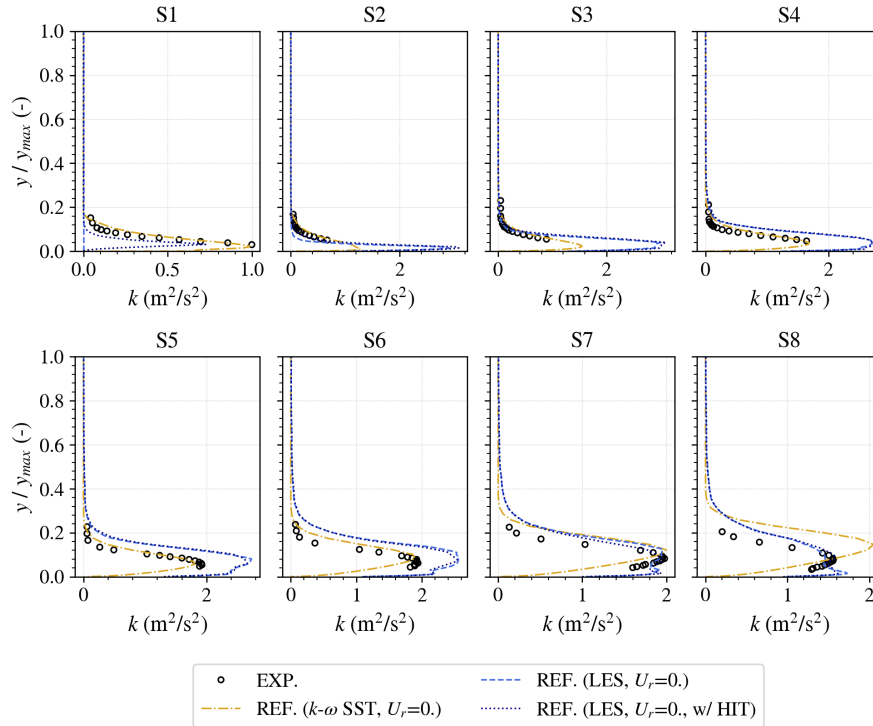 S1 S2 S3 S4
y / y_max (-)
1.0
0.8
0.6
0.4
0.2
0.0
0.0 0.5 1.0 0 2 0 2 0 2
k (m²/s²) k (m²/s²) k (m²/s²) k (m²/s²)
S5 S6 S7 S8
y / y_max (-)
1.0
0.8
0.6
0.4
0.2
0.0
0 2 0 1 2 0 1 2 0 1 2
k (m²/s²) k (m²/s²) k (m²/s²) k (m²/s²)
EXP. REF. (LES, U_r=0.)
REF. (k-ω SST, U_r=0.) REF. (LES, U_r=0., w/ HIT)